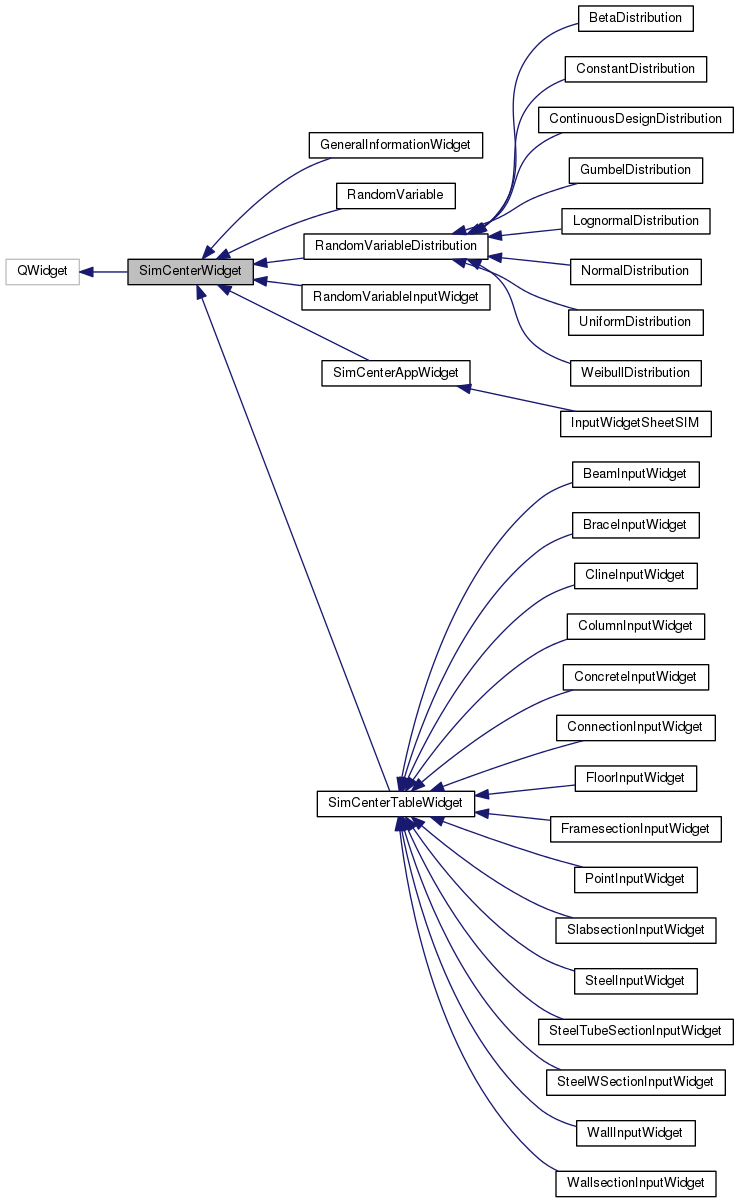 BetaDistribution
ConstantDistribution
ContinuousDesignDistribution
GeneralInformationWidget
GumbelDistribution
RandomVariable
LognormalDistribution
RandomVariableDistribution
QWidget
SimCenterWidget
NormalDistribution
RandomVariableInputWidget
UniformDistribution
SimCenterAppWidget
WeibullDistribution
InputWidgetSheetSIM
BeamInputWidget
BraceInputWidget
ClineInputWidget
ColumnInputWidget
ConcreteInputWidget
ConnectionInputWidget
FloorInputWidget
SimCenterTableWidget
FramesectionInputWidget
PointInputWidget
SlabsectionInputWidget
SteelInputWidget
SteelTubeSectionInputWidget
SteelWSectionInputWidget
WallInputWidget
WallsectionInputWidget